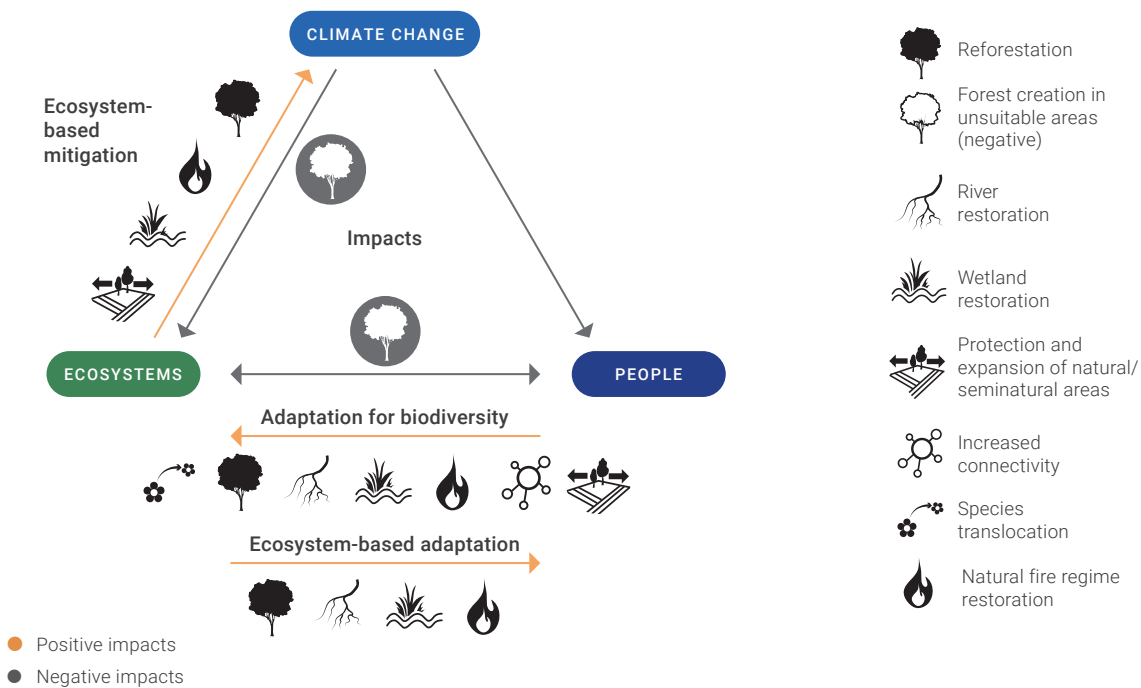 CLIMATE CHANGE
Ecosystem-
based
mitigation
Impacts
ECOSYSTEMS
PEOPLE
Adaptation for biodiversity
Ecosystem-based adaptation
Positive impacts
Negative impacts
Reforestation
Forest creation in
unsuitable areas
(negative)
River
restoration
Wetland
restoration
Protection and
expansion of natural/
seminatural areas
Increased
connectivity
Species
translocation
Natural fire regime
restoration